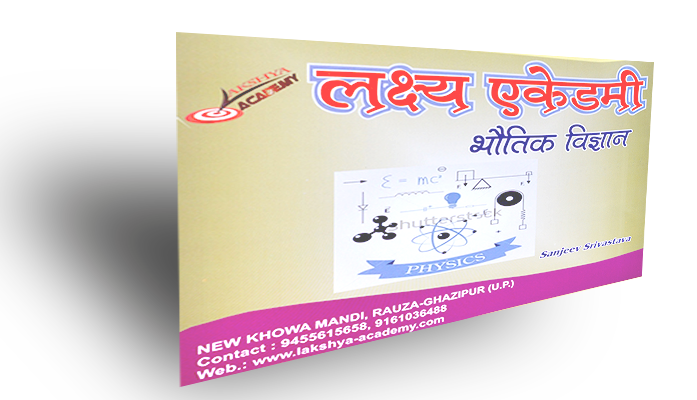 LAKSHYA
ACADEMY
लक्ष्य एकेडमी
भौतिक विज्ञान
ε = mc²
shutterstock
PHYSICS
Sanjeev Srivastava
NEW KHOWA MANDI, RAUZA-GHAZIPUR (U.P.)
Contact : 9455615658, 9161036488
Web.: www.lakshya-academy.com